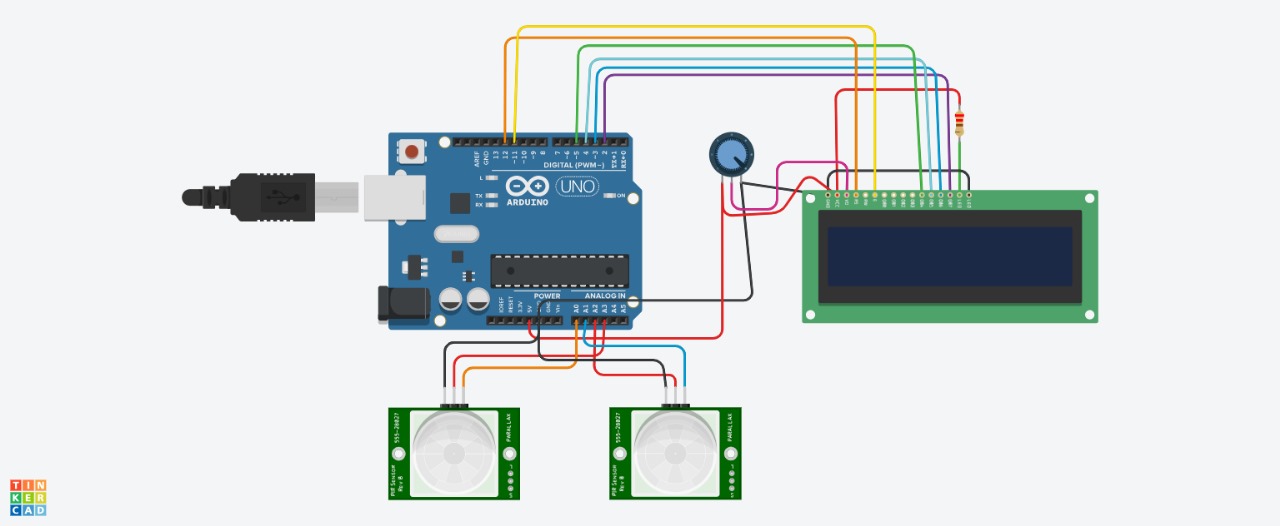 AREF
GND
13
12
~11
~10
~9
8
7
~6
~5
4
~3
2
TX→1
RX←0
DIGITAL (PWM~)
L
TX
RX
ARDUINO
UNO
ON
POWER
ANALOG IN
IOREF
RESET
3.3V
5V
GND
Vin
A0
A1
A2
A3
A4
A5
555-28027
PIR Sensor
Rev B
PARALLAX
555-28027
PIR Sensor
Rev B
PARALLAX
TIN
KER
CAD